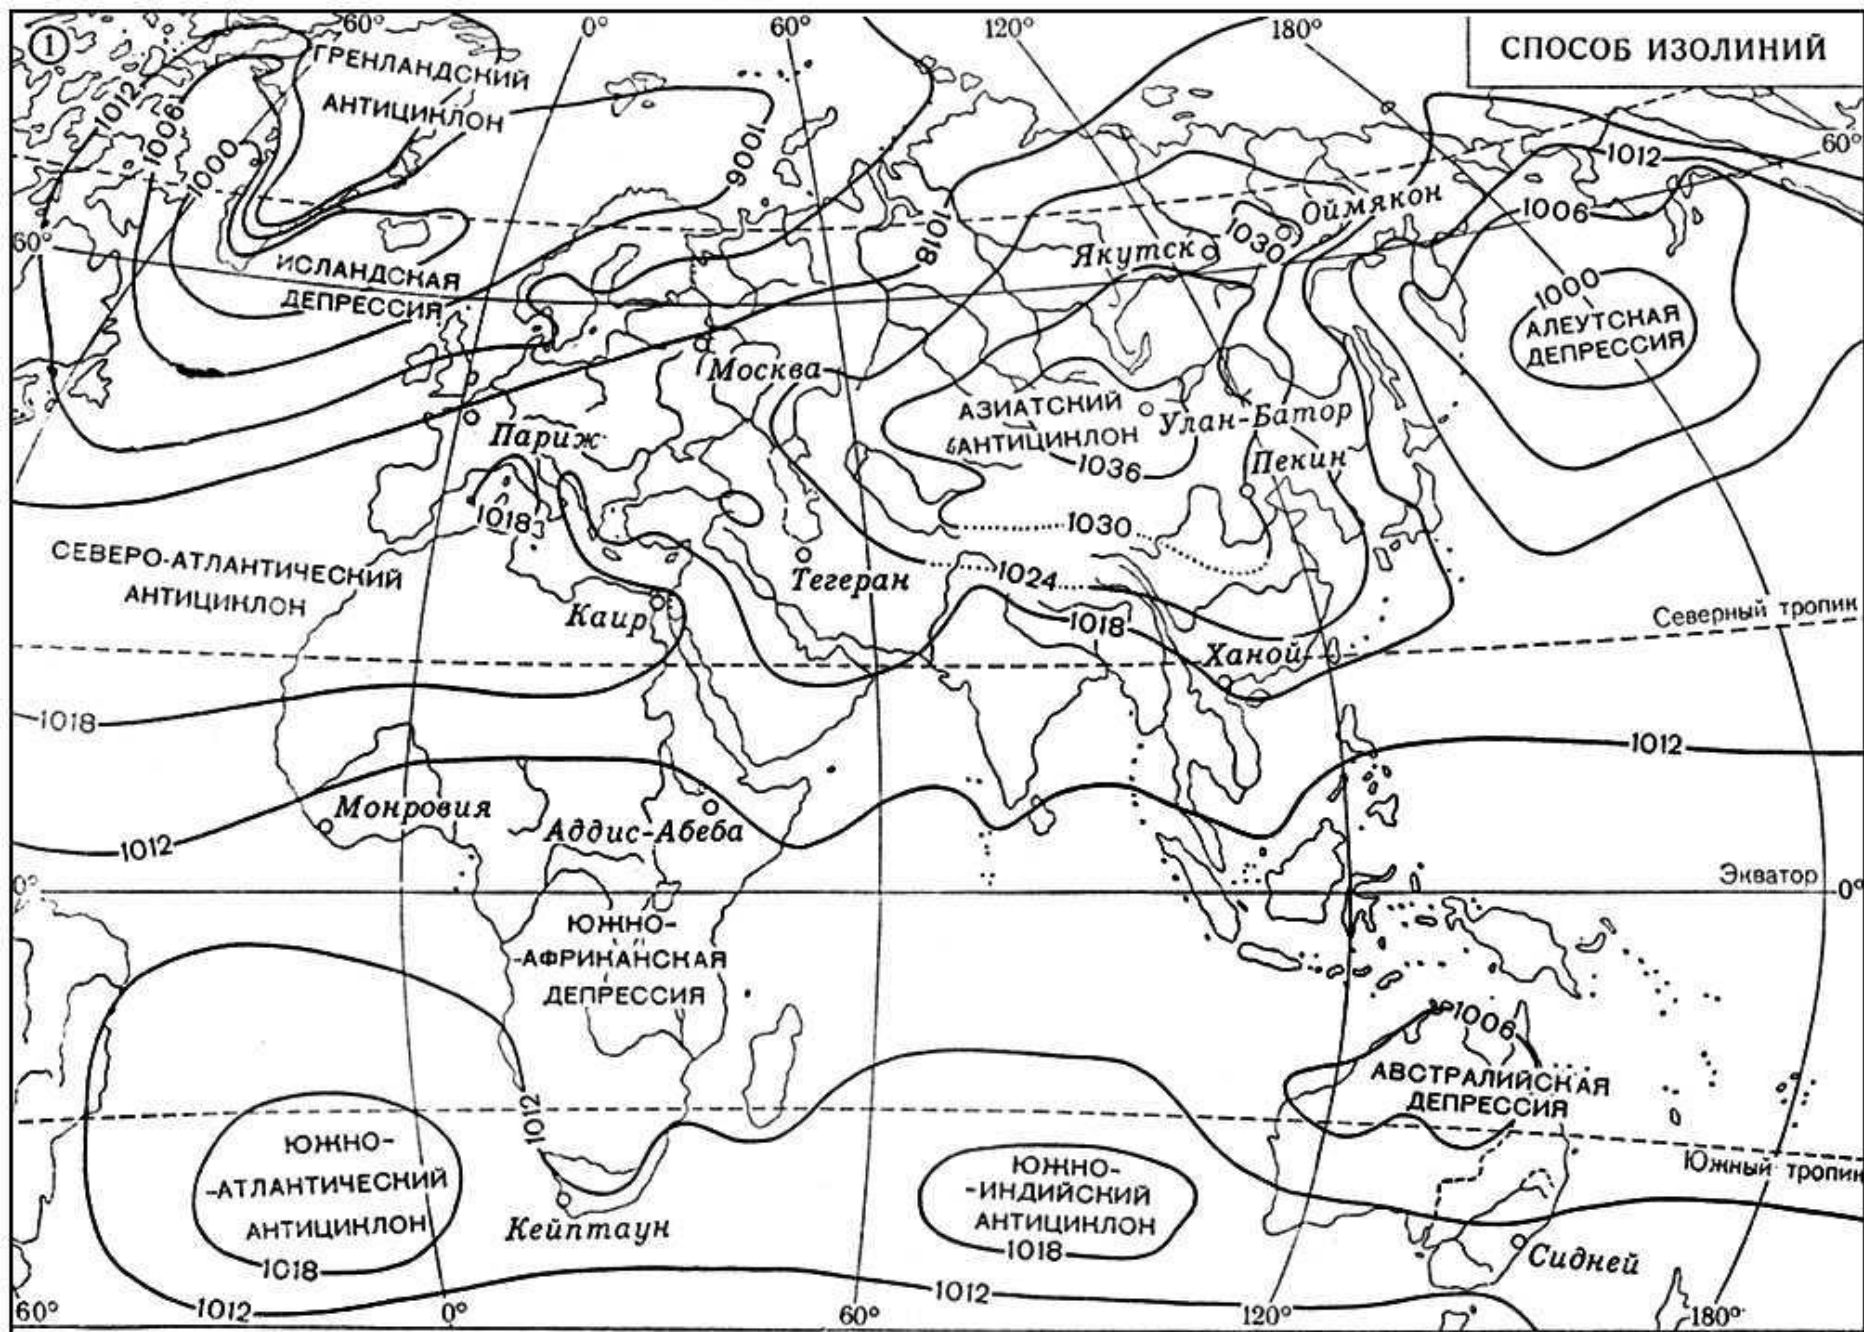 ①
60°
0°
60°
120°
180°
СПОСОБ ИЗОЛИНИЙ
ГРЕНЛАНДСКИЙ
АНТИЦИКЛОН
1012
1006
1000
1006
60°
1012
1018
Оймякон
1006
1030
Якутск
60°
ИСЛАНДСКАЯ
ДЕПРЕССИЯ
1000
АЛЕУТСКАЯ
ДЕПРЕССИЯ
Москва
АЗИАТСКИЙ
АНТИЦИКЛОН
Улан-Батор
1036
Париж
Пекин
1018
1030
СЕВЕРО-АТЛАНТИЧЕСКИЙ
АНТИЦИКЛОН
Тегеран
1024
Каир
1018
Северный тропик
Ханой
1018
1012
Монровия
Аддис-Абеба
1012
0°
Экватор
0°
ЮЖНО-
-АФРИКАНСКАЯ
ДЕПРЕССИЯ
1006
АВСТРАЛИЙСКАЯ
ДЕПРЕССИЯ
1012
ЮЖНО-
-АТЛАНТИЧЕСКИЙ
АНТИЦИКЛОН
1018
ЮЖНО-
-ИНДИЙСКИЙ
АНТИЦИКЛОН
1018
Южный тропик
Кейптаун
Сидней
1012
1012
60°
0°
60°
120°
180°